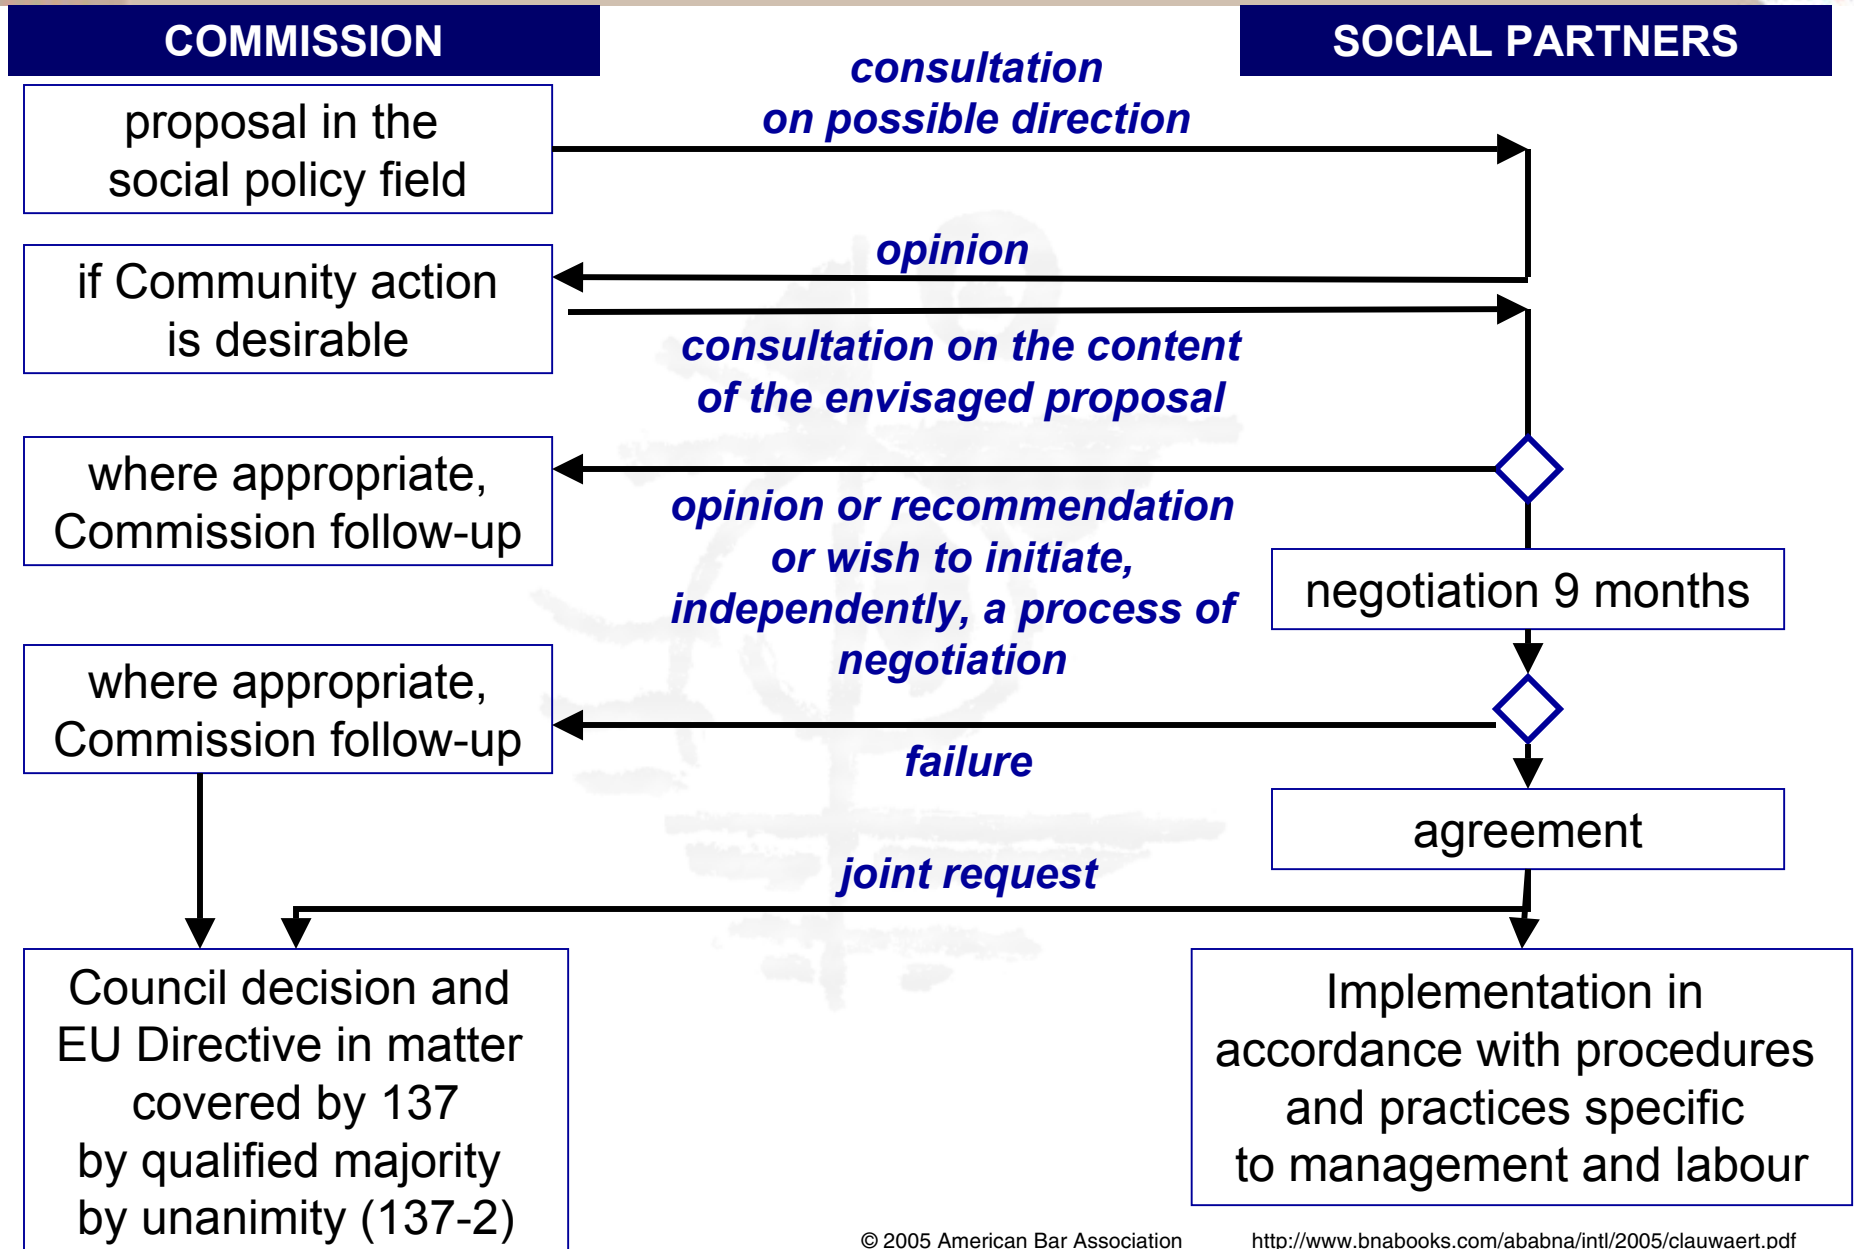 COMMISSION
SOCIAL PARTNERS
consultation
on possible direction
proposal in the
social policy field
opinion
if Community action
is desirable
consultation on the content
of the envisaged proposal
where appropriate,
Commission follow-up
opinion or recommendation
or wish to initiate,
independently, a process of
negotiation
negotiation 9 months
where appropriate,
Commission follow-up
failure
agreement
joint request
Council decision and
EU Directive in matter
covered by 137
by qualified majority
by unanimity (137-2)
Implementation in
accordance with procedures
and practices specific
to management and labour
© 2005 American Bar Association
http://www.bnabooks.com/ababna/intl/2005/clauwaert.pdf